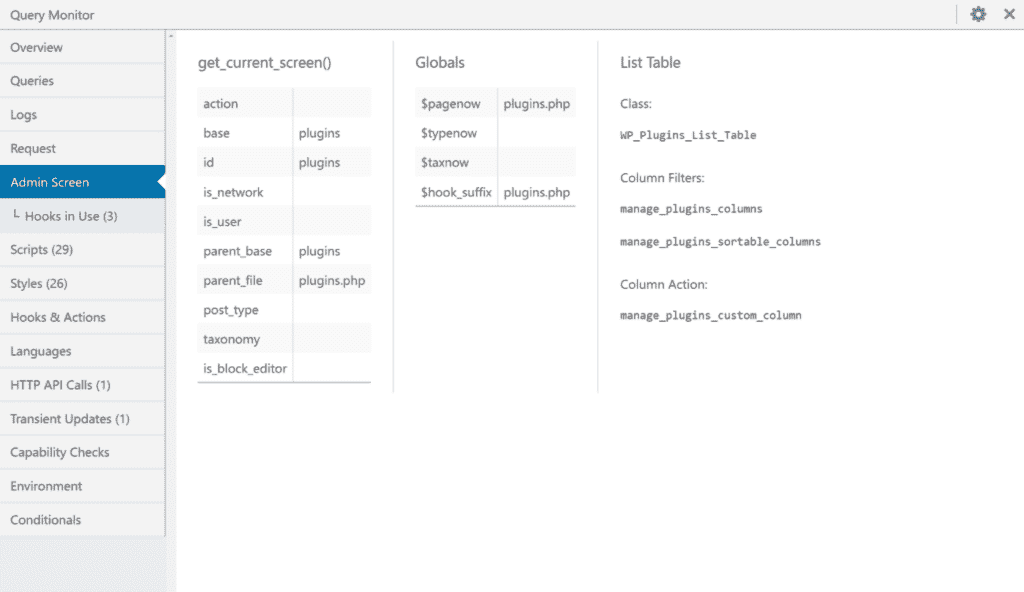 Query Monitor
Overview
Queries
Logs
Request
Admin Screen
└ Hooks in Use (3)
Scripts (29)
Styles (26)
Hooks & Actions
Languages
HTTP API Calls (1)
Transient Updates (1)
Capability Checks
Environment
Conditionals
get_current_screen()
action
base plugins
id plugins
is_network
is_user
parent_base plugins
parent_file plugins.php
post_type
taxonomy
is_block_editor
Globals
$pagenow plugins.php
$typenow
$taxnow
$hook_suffix plugins.php
List Table
Class:
WP_Plugins_List_Table
Column Filters:
manage_plugins_columns
manage_plugins_sortable_columns
Column Action:
manage_plugins_custom_column